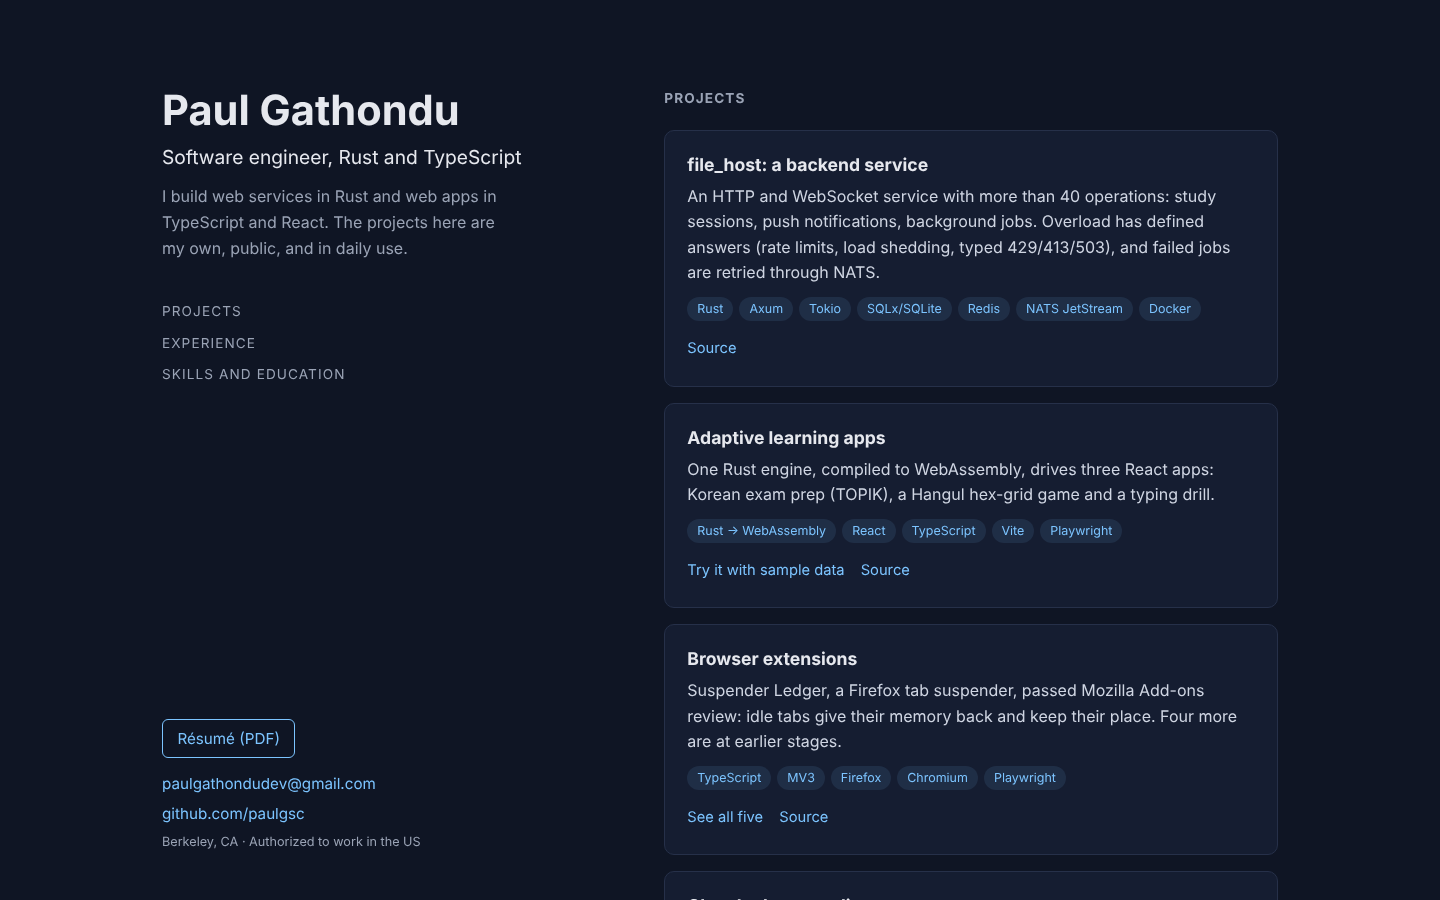 Paul Gathondu
Software engineer, Rust and TypeScript
I build web services in Rust and web apps in
TypeScript and React. The projects here are
my own, public, and in daily use.
PROJECTS
EXPERIENCE
SKILLS AND EDUCATION
Résumé (PDF)
paulgathondudev@gmail.com
github.com/paulgsc
Berkeley, CA · Authorized to work in the US
PROJECTS
file_host: a backend service
An HTTP and WebSocket service with more than 40 operations: study
sessions, push notifications, background jobs. Overload has defined
answers (rate limits, load shedding, typed 429/413/503), and failed jobs
are retried through NATS.
Rust Axum Tokio SQLx/SQLite Redis NATS JetStream Docker
Source
Adaptive learning apps
One Rust engine, compiled to WebAssembly, drives three React apps:
Korean exam prep (TOPIK), a Hangul hex-grid game and a typing drill.
Rust → WebAssembly React TypeScript Vite Playwright
Try it with sample data Source
Browser extensions
Suspender Ledger, a Firefox tab suspender, passed Mozilla Add-ons
review: idle tabs give their memory back and keep their place. Four more
are at earlier stages.
TypeScript MV3 Firefox Chromium Playwright
See all five Source